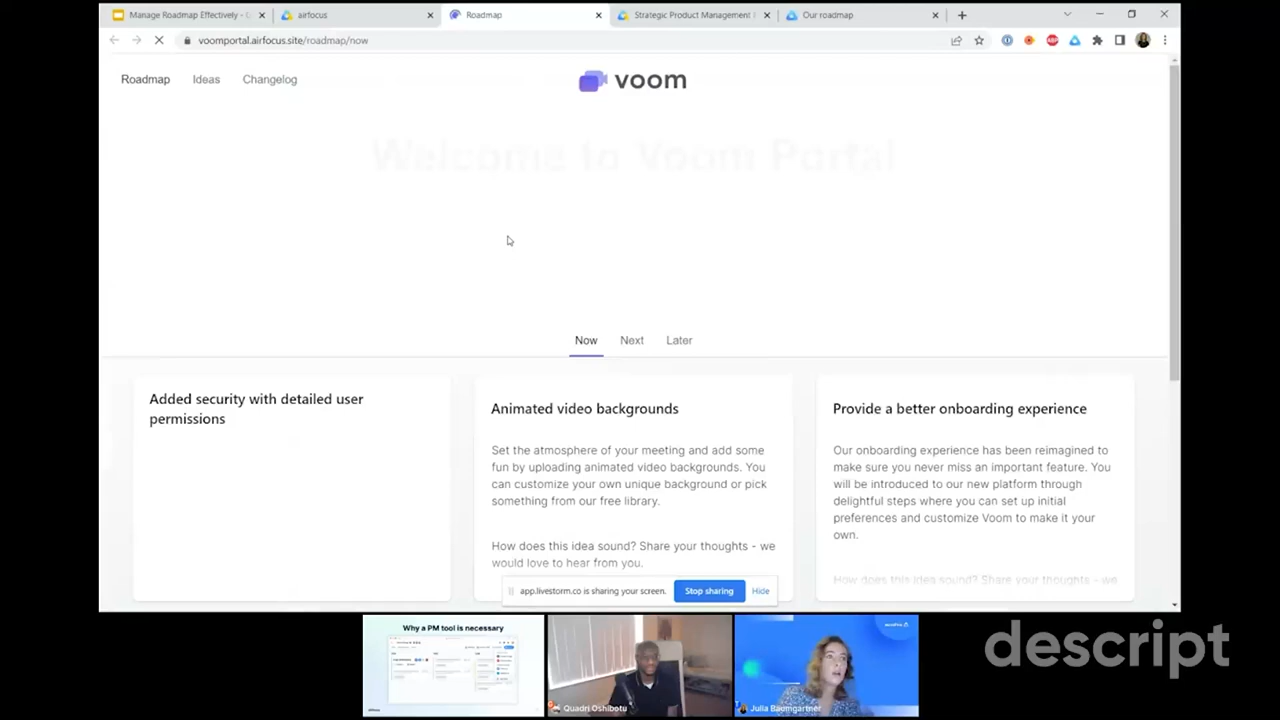 Manage Roadmap Effectively -
airfocus
Roadmap
Strategic Product Management
Our roadmap
voomportal.airfocus.site/roadmap/now
Roadmap
Ideas
Changelog
voom
Welcome to Voom Portal
Now
Next
Later
Added security with detailed user
permissions
Animated video backgrounds
Set the atmosphere of your meeting and add some
fun by uploading animated video backgrounds. You
can customize your own unique background or pick
something from our free library.
How does this idea sound? Share your thoughts - we
would love to hear from you.
Provide a better onboarding experience
Our onboarding experience has been reimagined to
make sure you never miss an important feature. You
will be introduced to our new platform through
delightful steps where you can set up initial
preferences and customize Voom to make it your
own.
How does this idea sound? Share your thoughts - we
app.livestorm.co is sharing your screen.
Stop sharing
Hide
Why a PM tool is necessary
Quadri Oshibotu
Julia Baumgartner
descript